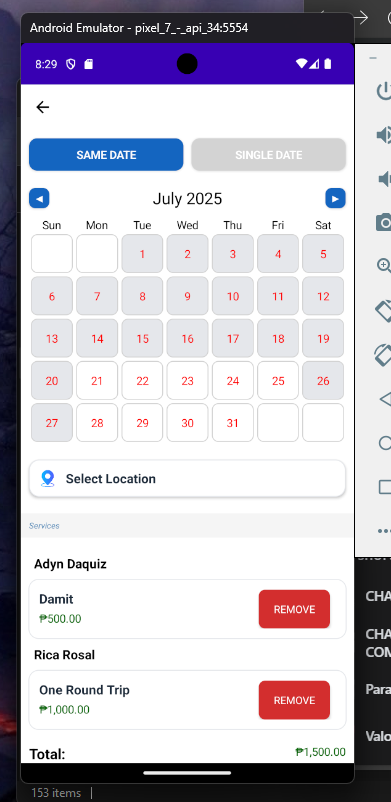 Android Emulator - pixel_7_-_api_34:5554
8:29
SAME DATE SINGLE DATE
July 2025
Sun Mon Tue Wed Thu Fri Sat
1 2 3 4 5
6 7 8 9 10 11 12
13 14 15 16 17 18 19
20 21 22 23 24 25 26
27 28 29 30 31
Select Location
Services
Adyn Daquiz
Damit
₱500.00
REMOVE
Rica Rosal
One Round Trip
₱1,000.00
REMOVE
Total: ₱1,500.00
CHA
CHA
COM
Para
Valo
153 items